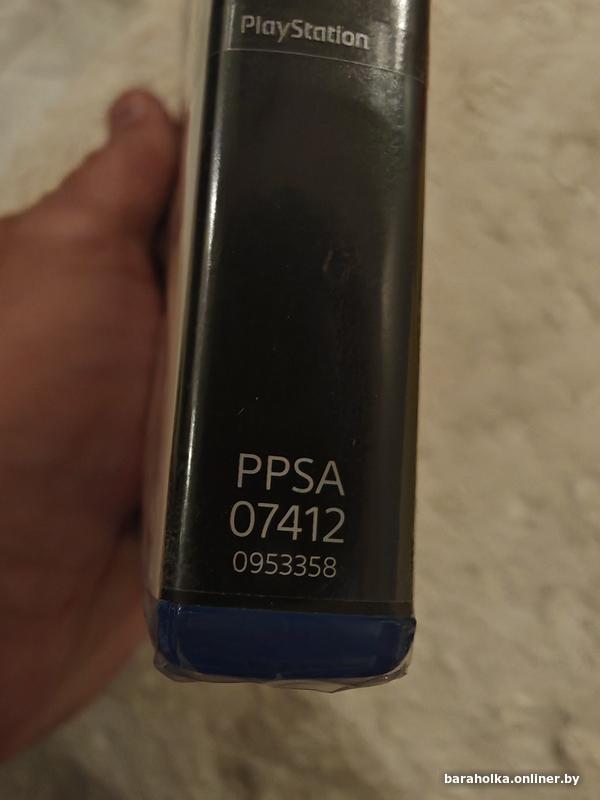 PlayStation
PPSA
07412
0953358
baraholka.onliner.by